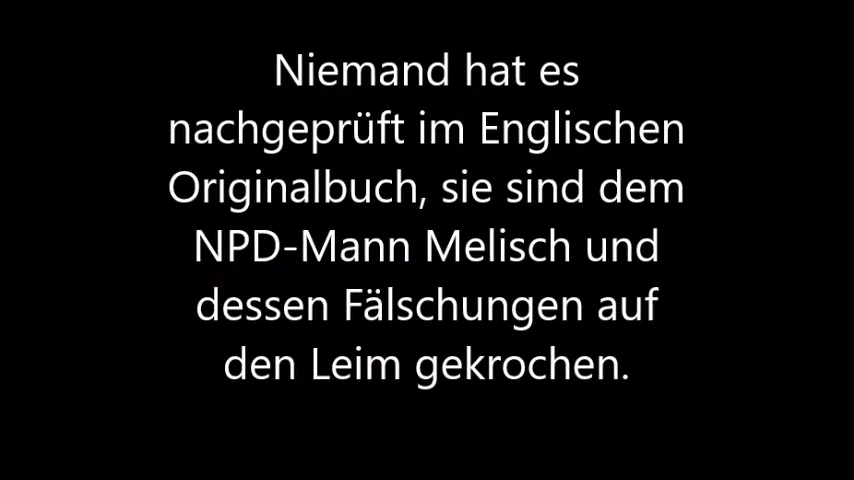 Niemand hat es
nachgeprüft im Englischen
Originalbuch, sie sind dem
NPD-Mann Melisch und
dessen Fälschungen auf
den Leim gekrochen.